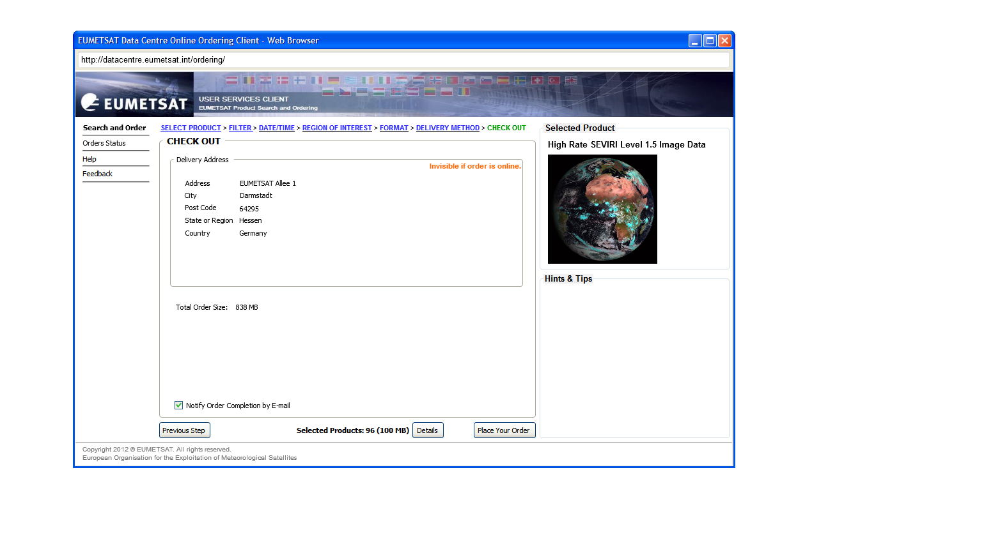 EUMETSAT Data Centre Online Ordering Client - Web Browser
http://datacentre.eumetsat.int/ordering/
EUMETSAT
USER SERVICES CLIENT
EUMETSAT Product Search and Ordering
Search and Order
Orders Status
Help
Feedback
SELECT PRODUCT > FILTER > DATE/TIME > REGION OF INTEREST > FORMAT > DELIVERY METHOD > CHECK OUT
CHECK OUT
Delivery Address
Invisible if order is online.
Address EUMETSAT Allee 1
City Darmstadt
Post Code 64295
State or Region Hessen
Country Germany
Total Order Size: 838 MB
Notify Order Completion by E-mail
Previous Step Selected Products: 96 (100 MB) Details Place Your Order
Selected Product
High Rate SEVIRI Level 1.5 Image Data
Hints & Tips
Copyright 2012 © EUMETSAT. All rights reserved.
European Organisation for the Exploitation of Meteorological Satellites